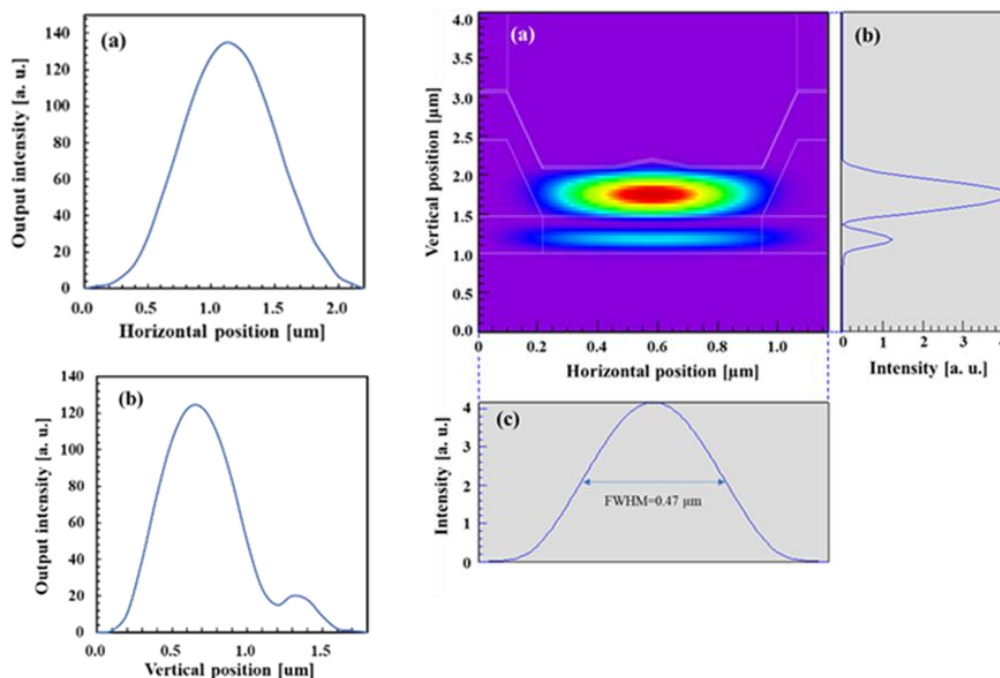 (a)
Output intensity [a. u.]
140
120
100
80
60
40
20
0
0.0 0.5 1.0 1.5 2.0
Horizontal position [um]
(b)
Output intensity [a. u.]
140
120
100
80
60
40
20
0
0.0 0.5 1.0 1.5
Vertical position [um]
(a)
Vertical position [µm]
4.0
3.5
3.0
2.5
2.0
1.5
1.0
0.5
0.0
0 0.2 0.4 0.6 0.8 1.0
Horizontal position [µm]
(b)
0 1 2 3 4
Intensity [a. u.]
(c)
Intensity [a. u.]
4
3
2
1
0
FWHM=0.47 µm